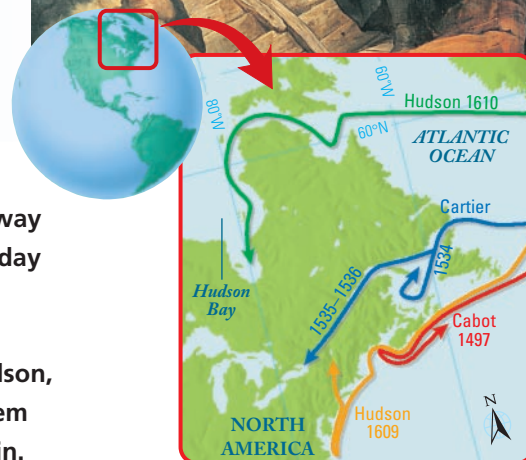 80°W
60°W
Hudson 1610
60°N
ATLANTIC
OCEAN
way
day
Cartier
1534
Hudson
Bay
1535–1536
Cabot
1497
dson,
em
in.
Hudson
1609
NORTH
AMERICA
N